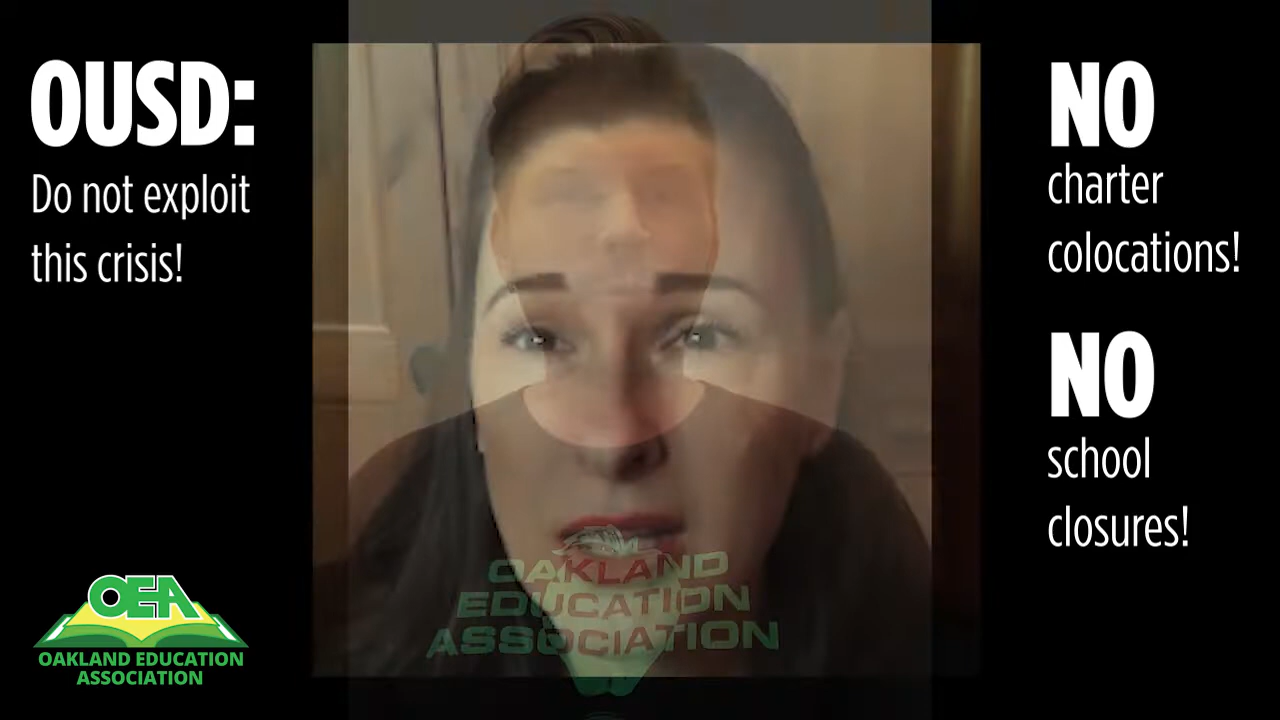 OUSD:
Do not exploit
this crisis!
NO
charter
colocations!
NO
school
closures!
OAKLAND
EDUCATION
ASSOCIATION
OEA
OAKLAND EDUCATION
ASSOCIATION